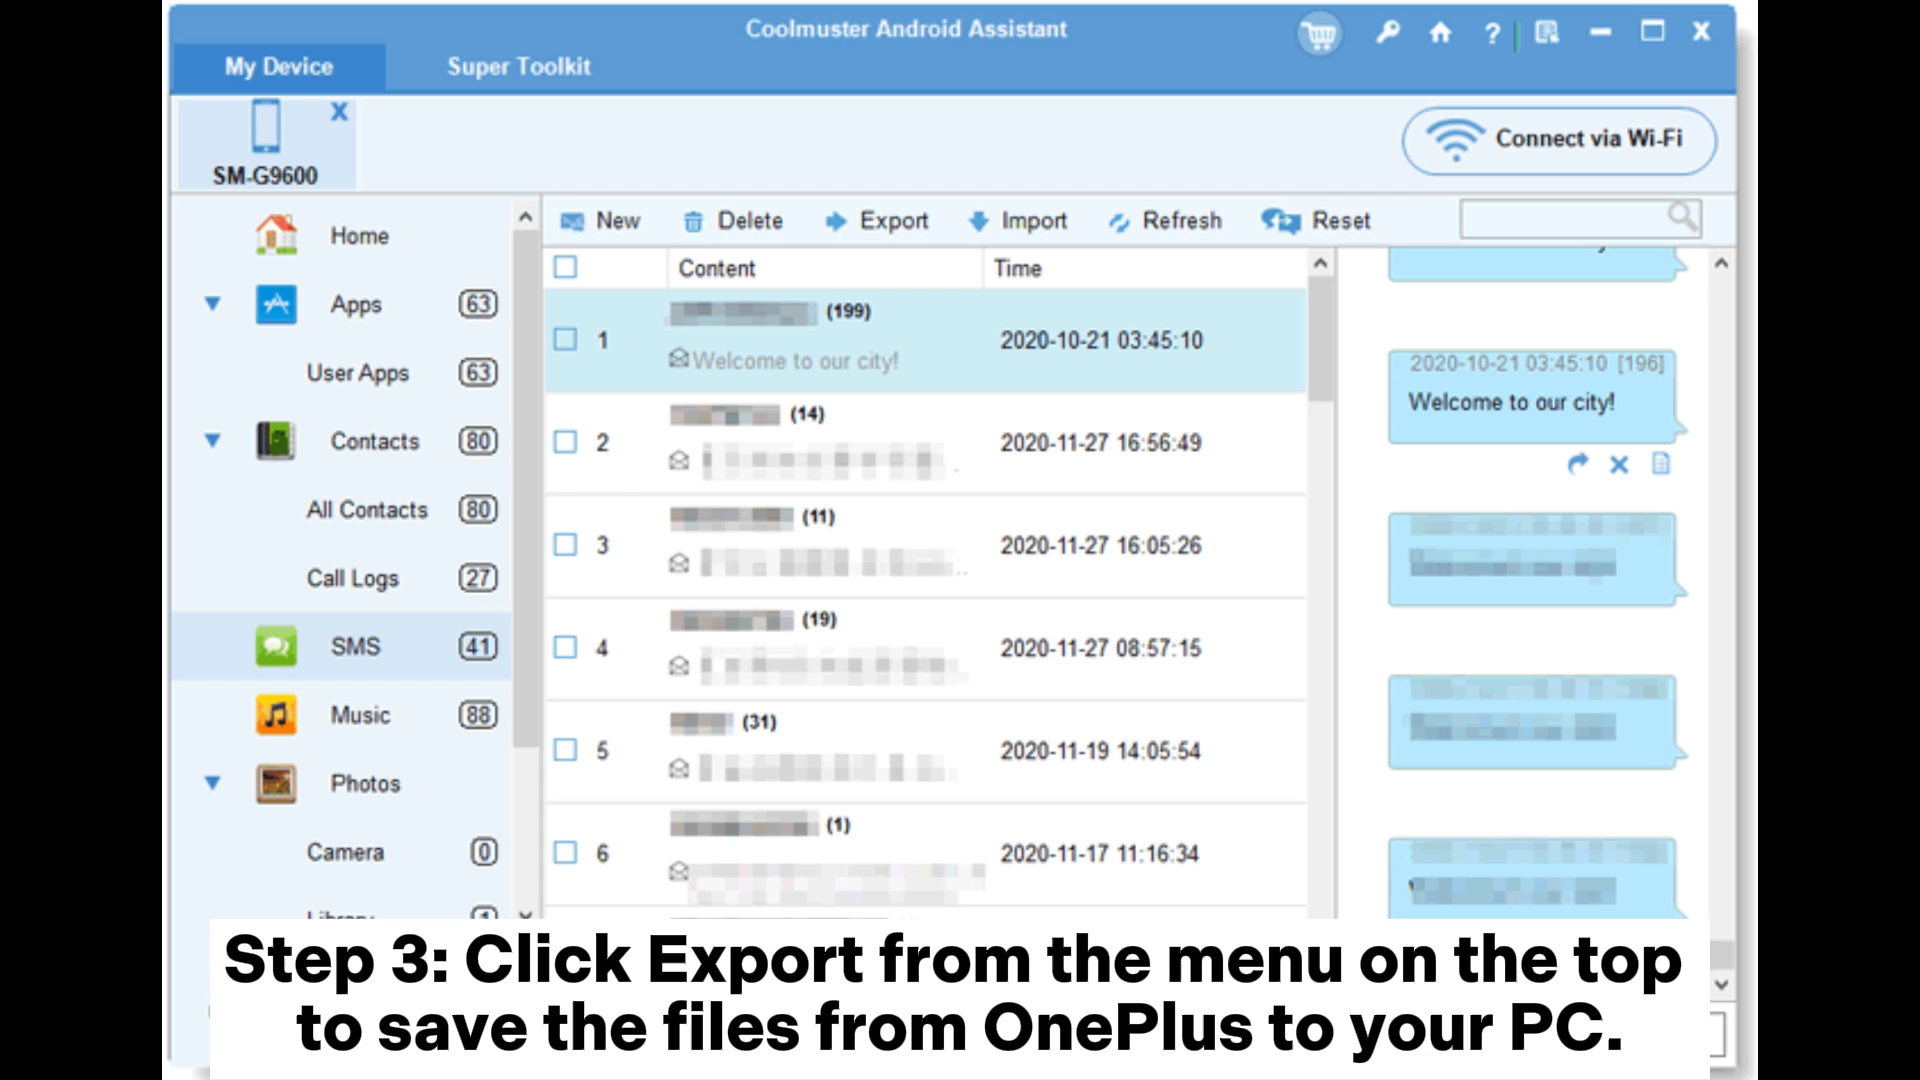 Coolmuster Android Assistant
?
My Device
Super Toolkit
X
SM-G9600
Connect via Wi-Fi
New
Delete
Export
Import
Refresh
Reset
Home
Apps 63
User Apps 63
Contacts 80
All Contacts 80
Call Logs 27
SMS 41
Music 88
Photos
Camera 0
Library 1
Content
Time
1
(199)
Welcome to our city!
2020-10-21 03:45:10
2
(14)
2020-11-27 16:56:49
3
(11)
2020-11-27 16:05:26
4
(19)
2020-11-27 08:57:15
5
(31)
2020-11-19 14:05:54
6
(1)
2020-11-17 11:16:34
2020-10-21 03:45:10 [196]
Welcome to our city!
Step 3: Click Export from the menu on the top
to save the files from OnePlus to your PC.